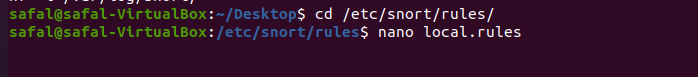 safal@safal-VirtualBox:~/Desktop$ cd /etc/snort/rules/
safal@safal-VirtualBox:/etc/snort/rules$ nano local.rules